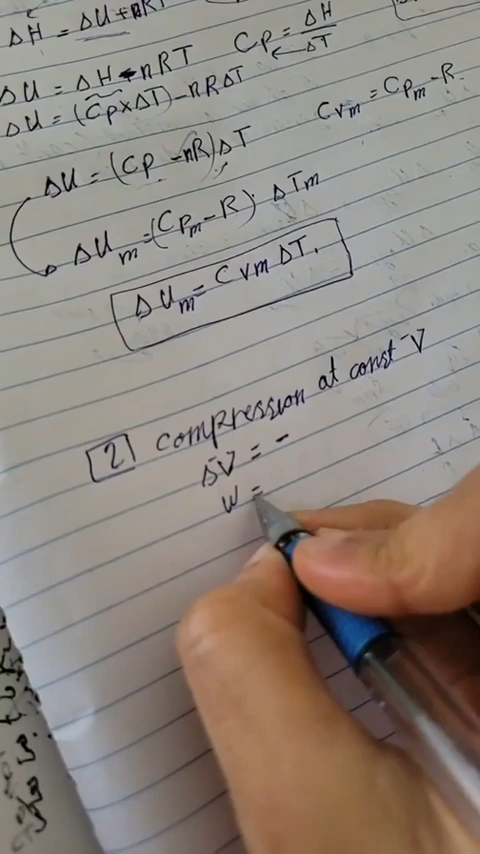 ΔH = ΔU + nRT
Cp = ΔH/ΔT
ΔU = ΔH - nRT
ΔU = (Cp×ΔT) - nRΔT
Cvm = Cpm - R
ΔU = (Cp - nR) ΔT
ΔUm = (Cpm - R) · ΔTm
ΔUm = Cvm ΔT.
[2] compression at const V
ΔV = -
W =